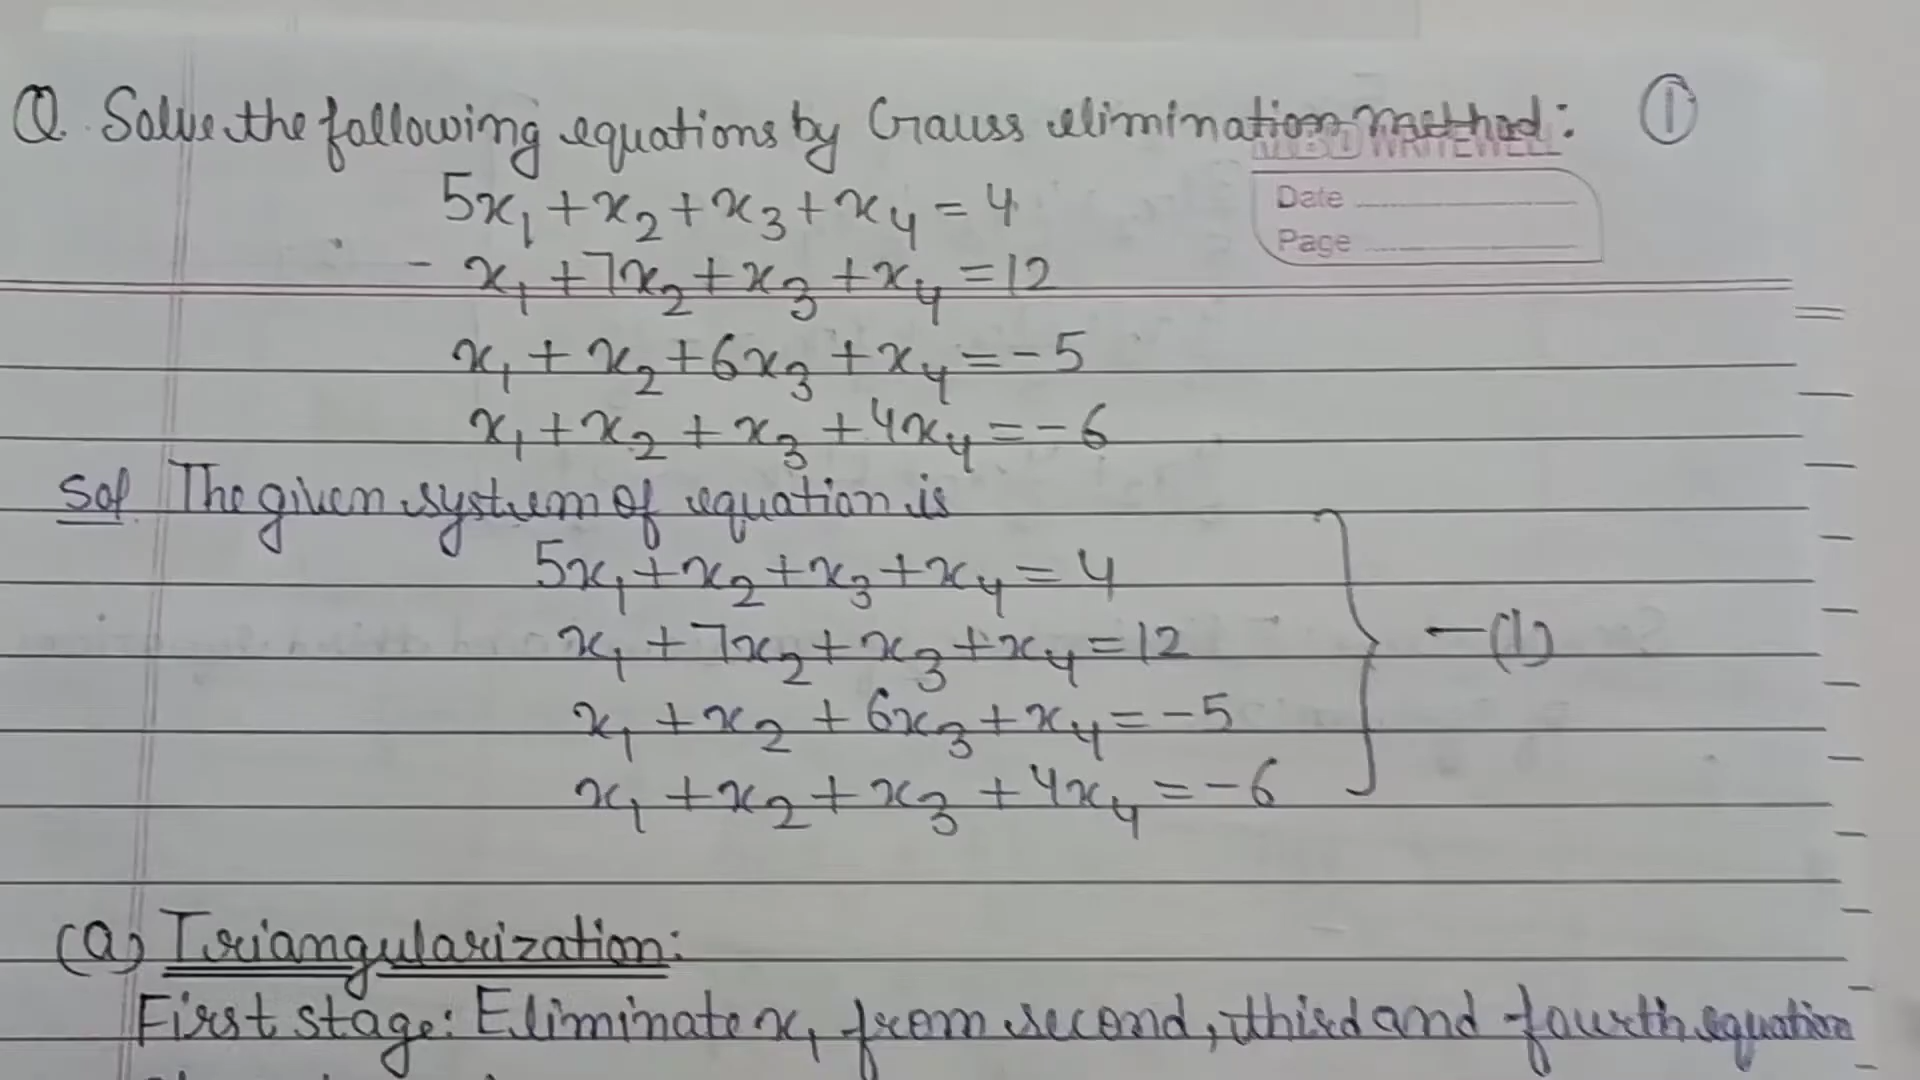 Q. Solve the following equations by Gauss elimination method: ①
Date
Page
5x₁ + x₂ + x₃ + x₄ = 4
- x₁ + 7x₂ + x₃ + x₄ = 12
x₁ + x₂ + 6x₃ + x₄ = -5
x₁ + x₂ + x₃ + 4x₄ = -6
Sol. The given system of equation is
5x₁ + x₂ + x₃ + x₄ = 4
x₁ + 7x₂ + x₃ + x₄ = 12
x₁ + x₂ + 6x₃ + x₄ = -5
x₁ + x₂ + x₃ + 4x₄ = -6
—(1)
(a) Triangularization:
First stage: Eliminate x₁ from second, third and fourth equation